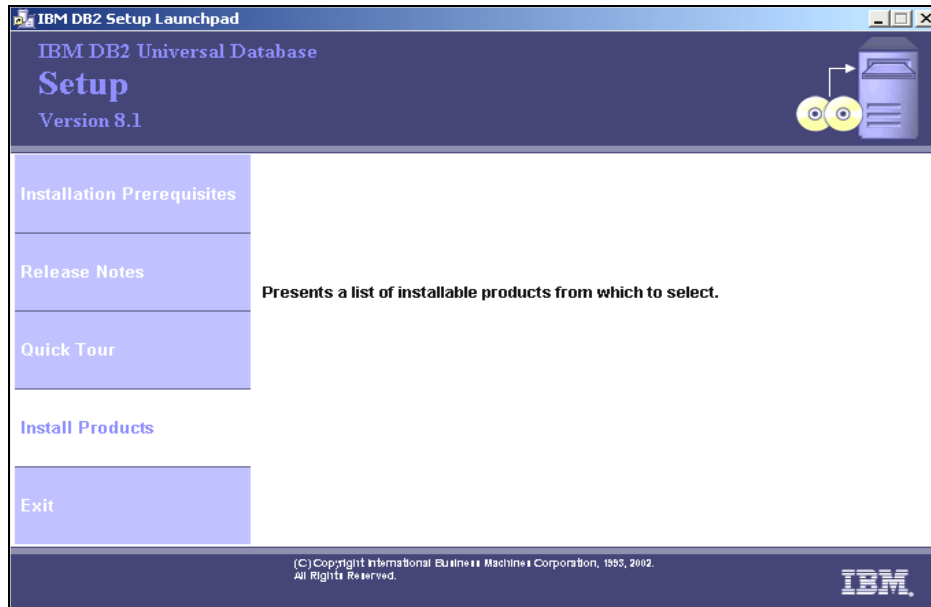 IBM DB2 Setup Launchpad
IBM DB2 Universal Database
Setup
Version 8.1
Installation Prerequisites
Release Notes
Presents a list of installable products from which to select.
Quick Tour
Install Products
Exit
(C) Copyright International Business Machines Corporation, 1993, 2002.
All Rights Reserved.
IBM.